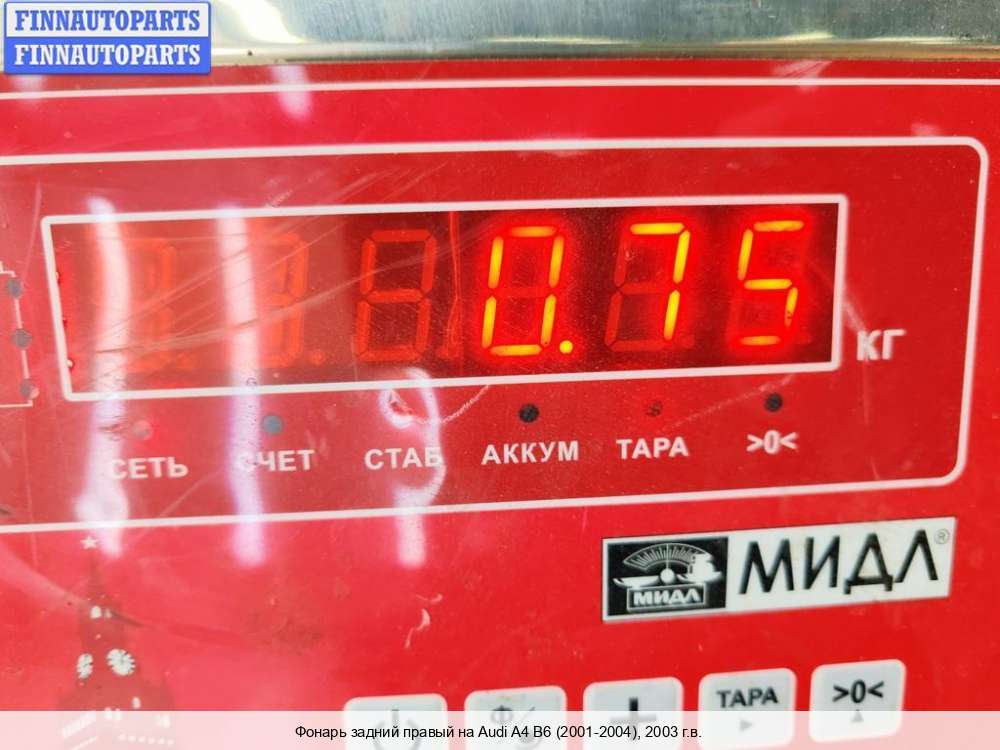 FINNAUTOPARTS
FINNAUTOPARTS
0.75
КГ
СЕТЬ СЧЕТ СТАБ АККУМ ТАРА >0<
МИДЛ МИДЛ®
ТАРА >0<
Фонарь задний правый на Audi A4 B6 (2001-2004), 2003 г.в.